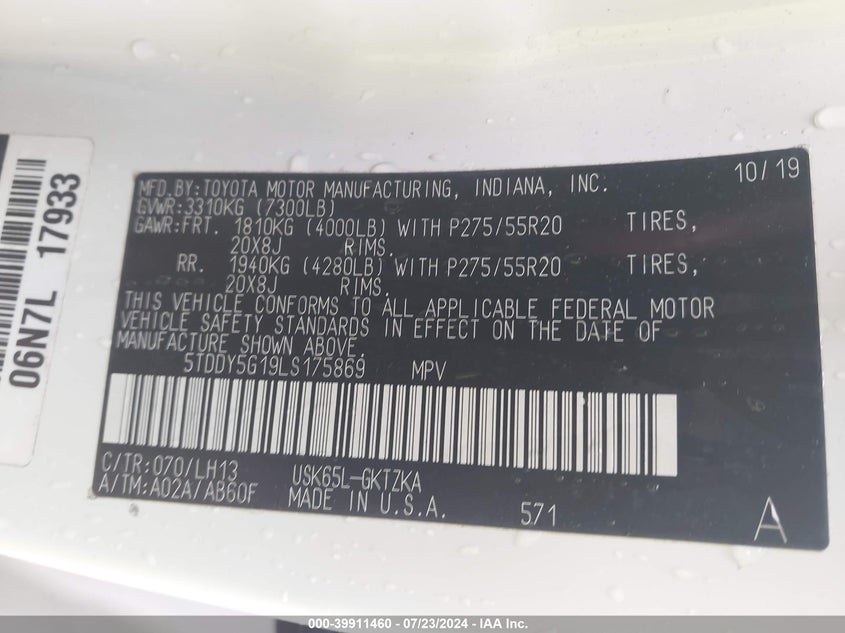 06N7L 17933
MFD.BY:TOYOTA MOTOR MANUFACTURING, INDIANA, INC. 10/19
GVWR:3310KG (7300LB)
GAWR:FRT. 1810KG (4000LB) WITH P275/55R20 TIRES,
20X8J RIMS.
RR. 1940KG (4280LB) WITH P275/55R20 TIRES,
20X8J RIMS.
THIS VEHICLE CONFORMS TO ALL APPLICABLE FEDERAL MOTOR
VEHICLE SAFETY STANDARDS IN EFFECT ON THE DATE OF
MANUFACTURE SHOWN ABOVE.
5TDDY5G19LS175869 MPV
C/TR:070/LH13 USK65L-GKTZKA
A/TM:A02A/AB60F MADE IN U.S.A. 571
A
000-39911460 - 07/23/2024 - IAA Inc.